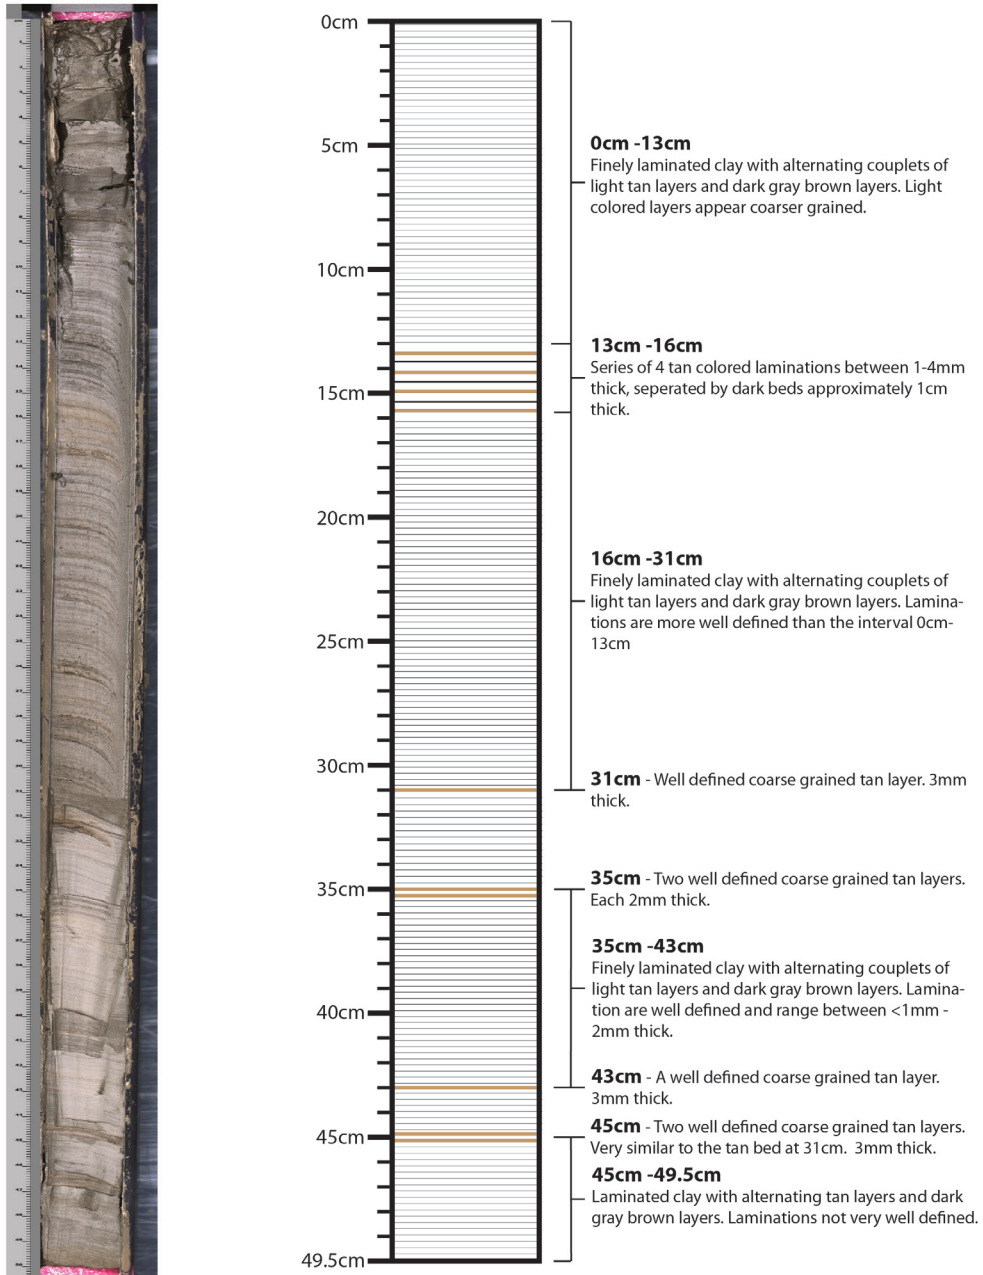 0cm
5cm
10cm
15cm
20cm
25cm
30cm
35cm
40cm
45cm
49.5cm
0cm -13cm
Finely laminated clay with alternating couplets of
light tan layers and dark gray brown layers. Light
colored layers appear coarser grained.
13cm -16cm
Series of 4 tan colored laminations between 1-4mm
thick, seperated by dark beds approximately 1cm
thick.
16cm -31cm
Finely laminated clay with alternating couplets of
light tan layers and dark gray brown layers. Lamina-
tions are more well defined than the interval 0cm-
13cm
31cm - Well defined coarse grained tan layer. 3mm
thick.
35cm - Two well defined coarse grained tan layers.
Each 2mm thick.
35cm -43cm
Finely laminated clay with alternating couplets of
light tan layers and dark gray brown layers. Lamina-
tion are well defined and range between <1mm -
2mm thick.
43cm - A well defined coarse grained tan layer.
3mm thick.
45cm - Two well defined coarse grained tan layers.
Very similar to the tan bed at 31cm.  3mm thick.
45cm -49.5cm
Laminated clay with alternating tan layers and dark
gray brown layers. Laminations not very well defined.